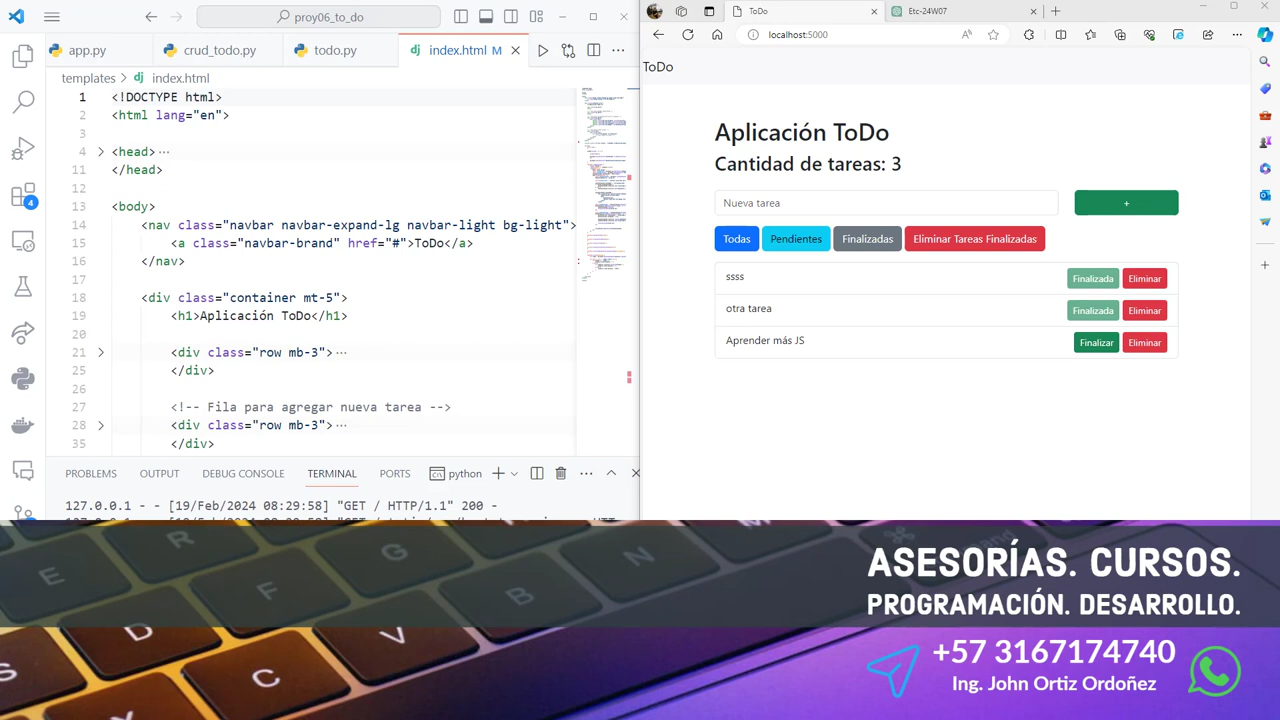 proy06_to_do
app.py
crud_todo.py
todo.py
index.html M
templates > index.html
1 <!DOCTYPE html>
<html lang="en">
3 <head>
14 </head>
15 <body>
<nav class="navbar navbar-expand-lg navbar-light bg-light">
<a class="navbar-brand" href="#">ToDo</a>
</nav>
17
18 <div class="container mt-5">
19 <h1>Aplicación ToDo</h1>
20
21 <div class="row mb-3">···
25 </div>
26
27 <!-- Fila para agregar nueva tarea -->
28 <div class="row mb-3">···
35 </div>
PROBLEMS OUTPUT DEBUG CONSOLE TERMINAL PORTS python
127.0.0.1 - - [19/Feb/2024 08:29:58] "GET / HTTP/1.1" 200 -
4
ToDo
Etc-24W07
localhost:5000
ToDo
Aplicación ToDo
Cantidad de tareas: 3
Nueva tarea
+
Todas Pendientes Finalizadas Eliminar Tareas Finalizadas
ssss Finalizada Eliminar
otra tarea Finalizada Eliminar
Aprender más JS Finalizar Eliminar
ASESORÍAS. CURSOS.
PROGRAMACIÓN. DESARROLLO.
+57 3167174740
Ing. John Ortiz Ordoñez